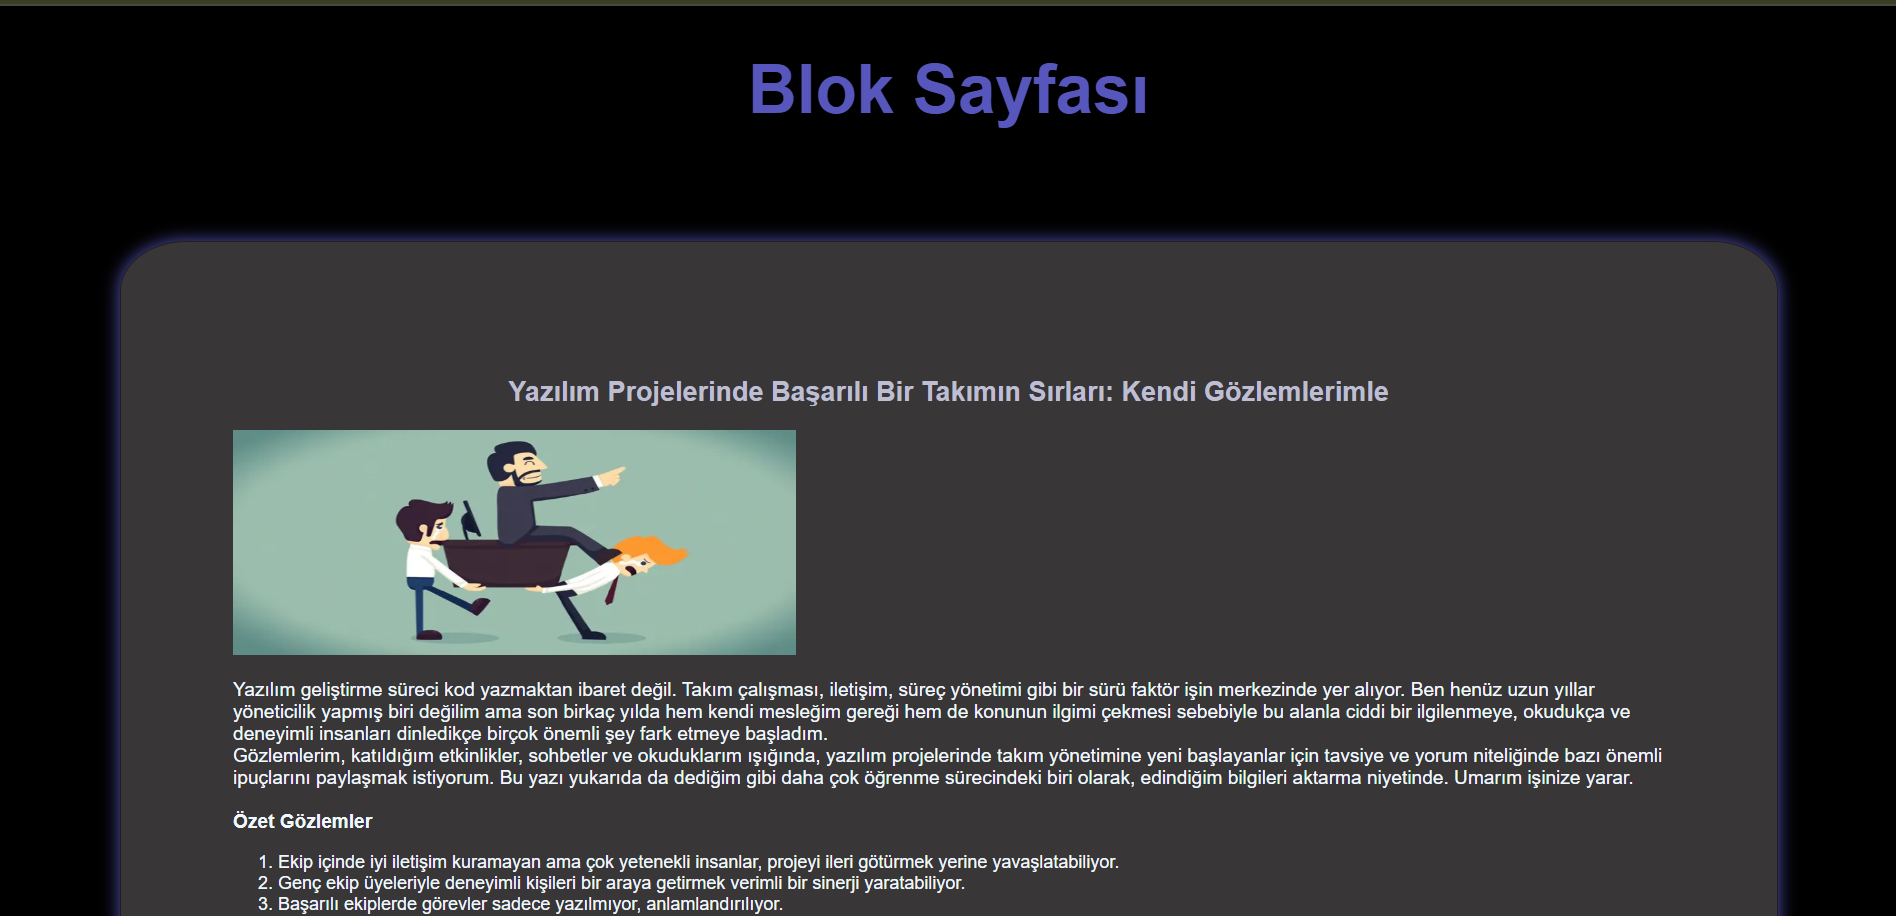 Blok Sayfası
Yazılım Projelerinde Başarılı Bir Takımın Sırları: Kendi Gözlemlerimle
Yazılım geliştirme süreci kod yazmaktan ibaret değil. Takım çalışması, iletişim, süreç yönetimi gibi bir sürü faktör işin merkezinde yer alıyor. Ben henüz uzun yıllar
yöneticilik yapmış biri değilim ama son birkaç yılda hem kendi mesleğim gereği hem de konunun ilgimi çekmesi sebebiyle bu alanla ciddi bir ilgilenmeye, okudukça ve
deneyimli insanları dinledikçe birçok önemli şey fark etmeye başladım.
Gözlemlerim, katıldığım etkinlikler, sohbetler ve okuduklarım ışığında, yazılım projelerinde takım yönetimine yeni başlayanlar için tavsiye ve yorum niteliğinde bazı önemli
ipuçlarını paylaşmak istiyorum. Bu yazı yukarıda da dediğim gibi daha çok öğrenme sürecindeki biri olarak, edindiğim bilgileri aktarma niyetinde. Umarım işinize yarar.
Özet Gözlemler
1. Ekip içinde iyi iletişim kuramayan ama çok yetenekli insanlar, projeyi ileri götürmek yerine yavaşlatabiliyor.
2. Genç ekip üyeleriyle deneyimli kişileri bir araya getirmek verimli bir sinerji yaratabiliyor.
3. Başarılı ekiplerde görevler sadece yazılmıyor, anlamlandırılıyor.